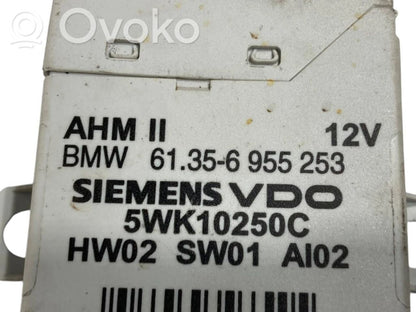 OVOKO
AHM II 12V
BMW 61.35-6 955 253
SIEMENS VDO
5WK10250C
HW02 SW01 AI02